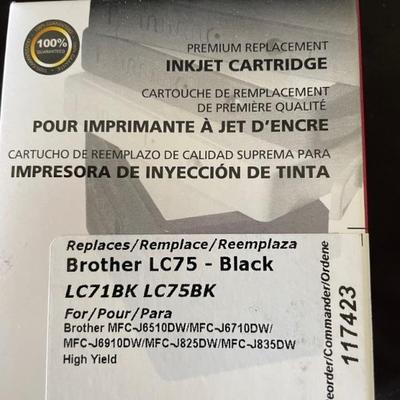 100%
GUARANTEED
PREMIUM REPLACEMENT
INKJET CARTRIDGE
CARTOUCHE DE REMPLACEMENT
DE PREMIÈRE QUALITÉ
POUR IMPRIMANTE À JET D'ENCRE
CARTUCHO DE REEMPLAZO DE CALIDAD SUPREMA PARA
IMPRESORA DE INYECCIÓN DE TINTA
Replaces/Remplace/Reemplaza
Brother LC75 - Black
LC71BK LC75BK
For/Pour/Para
Brother MFC-J6510DW/MFC-J6710DW/
MFC-J6910DW/MFC-J825DW/MFC-J835DW
High Yield
eorder/Commander/Ordene
117423